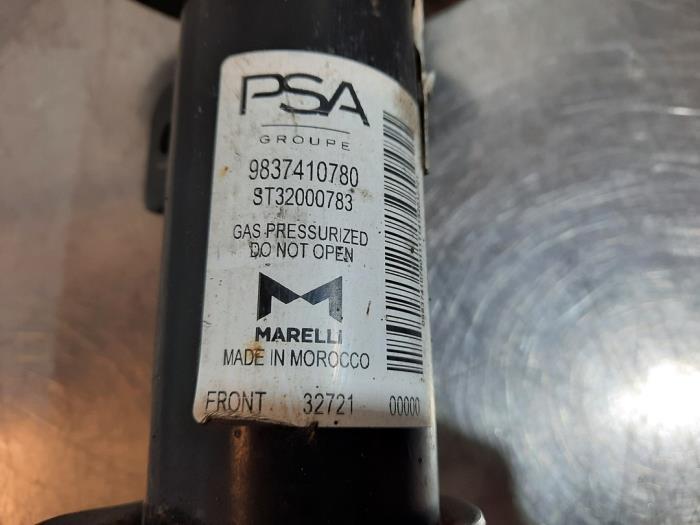 PSA
GROUPE
9837410780
ST32000783
GAS PRESSURIZED
DO NOT OPEN
MARELLI
MADE IN MOROCCO
FRONT 32721 00000